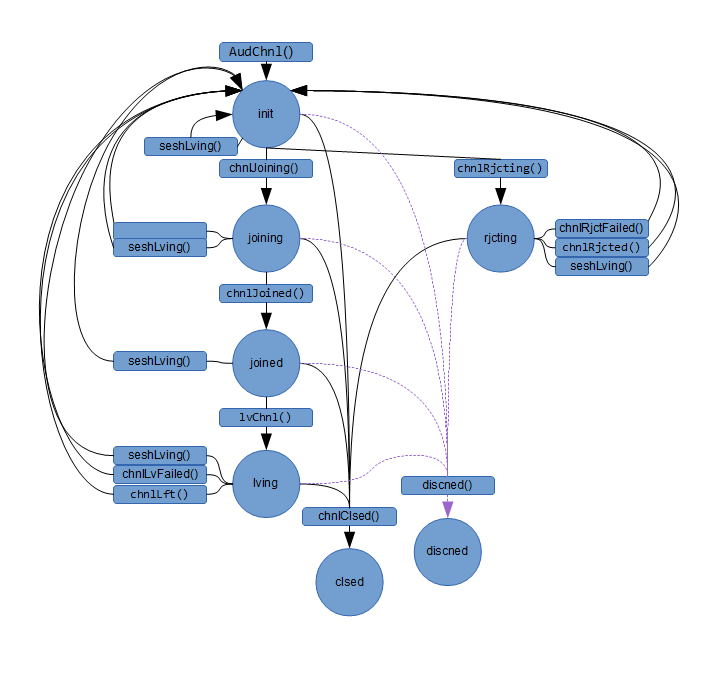 AudChnl()
init
seshLving()
chnlJoining()
chnlRjcting()
joining
rjcting
seshLving()
chnlRjctFailed()
chnlRjcted()
seshLving()
chnlJoined()
joined
seshLving()
lvChnl()
lving
seshLving()
chnlLvFailed()
chnlLft()
discned()
chnlClsed()
discned
clsed